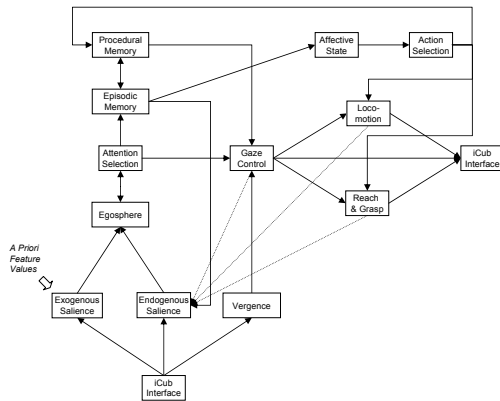 Procedural
Memory
Affective
State
Action
Selection
Episodic
Memory
Loco-
motion
Attention
Selection
Gaze
Control
iCub
Interface
Egosphere
Reach
& Grasp
A Priori
Feature
Values
Exogenous
Salience
Endogenous
Salience
Vergence
iCub
Interface